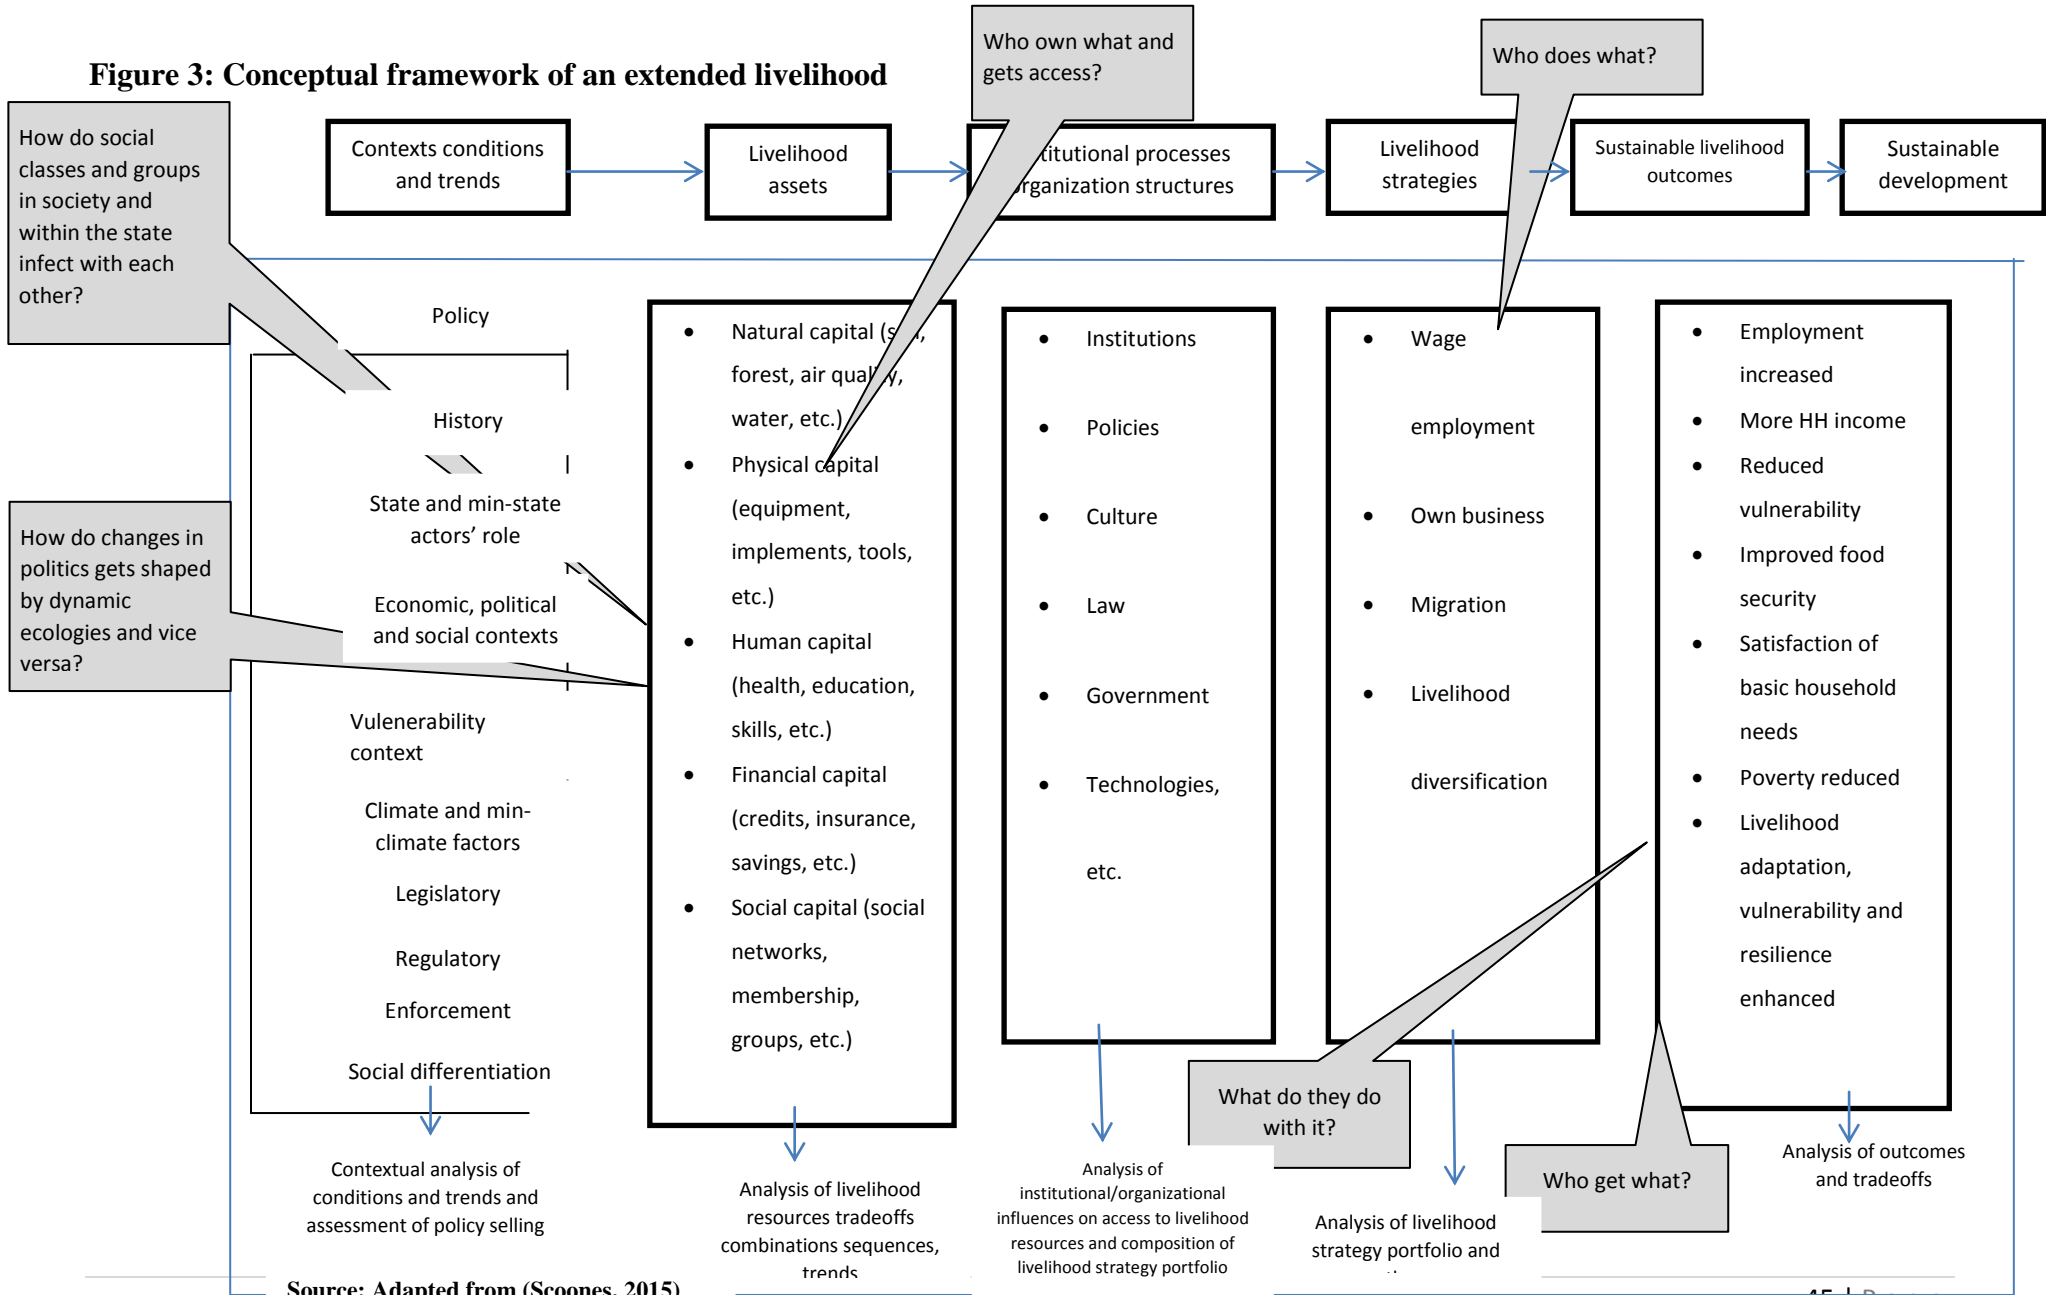 Figure 3: Conceptual framework of an extended livelihood
Who own what and
gets access?
Who does what?
How do social
classes and groups
in society and
within the state
infect with each
other?
Contexts conditions
and trends
Livelihood
assets
processes
structures
Livelihood
strategies
Sustainable livelihood
outcomes
Sustainable
development
Policy
History
State and min-state
actors’ role
Economic, political
and social contexts
Vulenerability
context
Climate and min-
climate factors
Legislatory
Regulatory
Enforcement
Social differentiation
How do changes in
politics gets shaped
by dynamic
ecologies and vice
versa?
• Natural capital
forest, air quality,
water, etc.)
• Physical capital
(equipment,
implements, tools,
etc.)
• Human capital
(health, education,
skills, etc.)
• Financial capital
(credits, insurance,
savings, etc.)
• Social capital (social
networks,
membership,
groups, etc.)
• Institutions
• Policies
• Culture
• Law
• Government
• Technologies,
etc.
• Wage
employment
• Own business
• Migration
• Livelihood
diversification
• Employment
increased
• More HH income
• Reduced
vulnerability
• Improved food
security
• Satisfaction of
basic household
needs
• Poverty reduced
• Livelihood
adaptation,
vulnerability and
resilience
enhanced
What do they do
with it?
Who get what?
Contextual analysis of
conditions and trends and
assessment of policy selling
Analysis of livelihood
resources tradeoffs
combinations sequences,
trends
Analysis of
institutional/organizational
influences on access to livelihood
resources and composition of
livelihood strategy portfolio
Analysis of livelihood
strategy portfolio and
Analysis of outcomes
and tradeoffs
Source: Adapted from (Scoones, 2015)